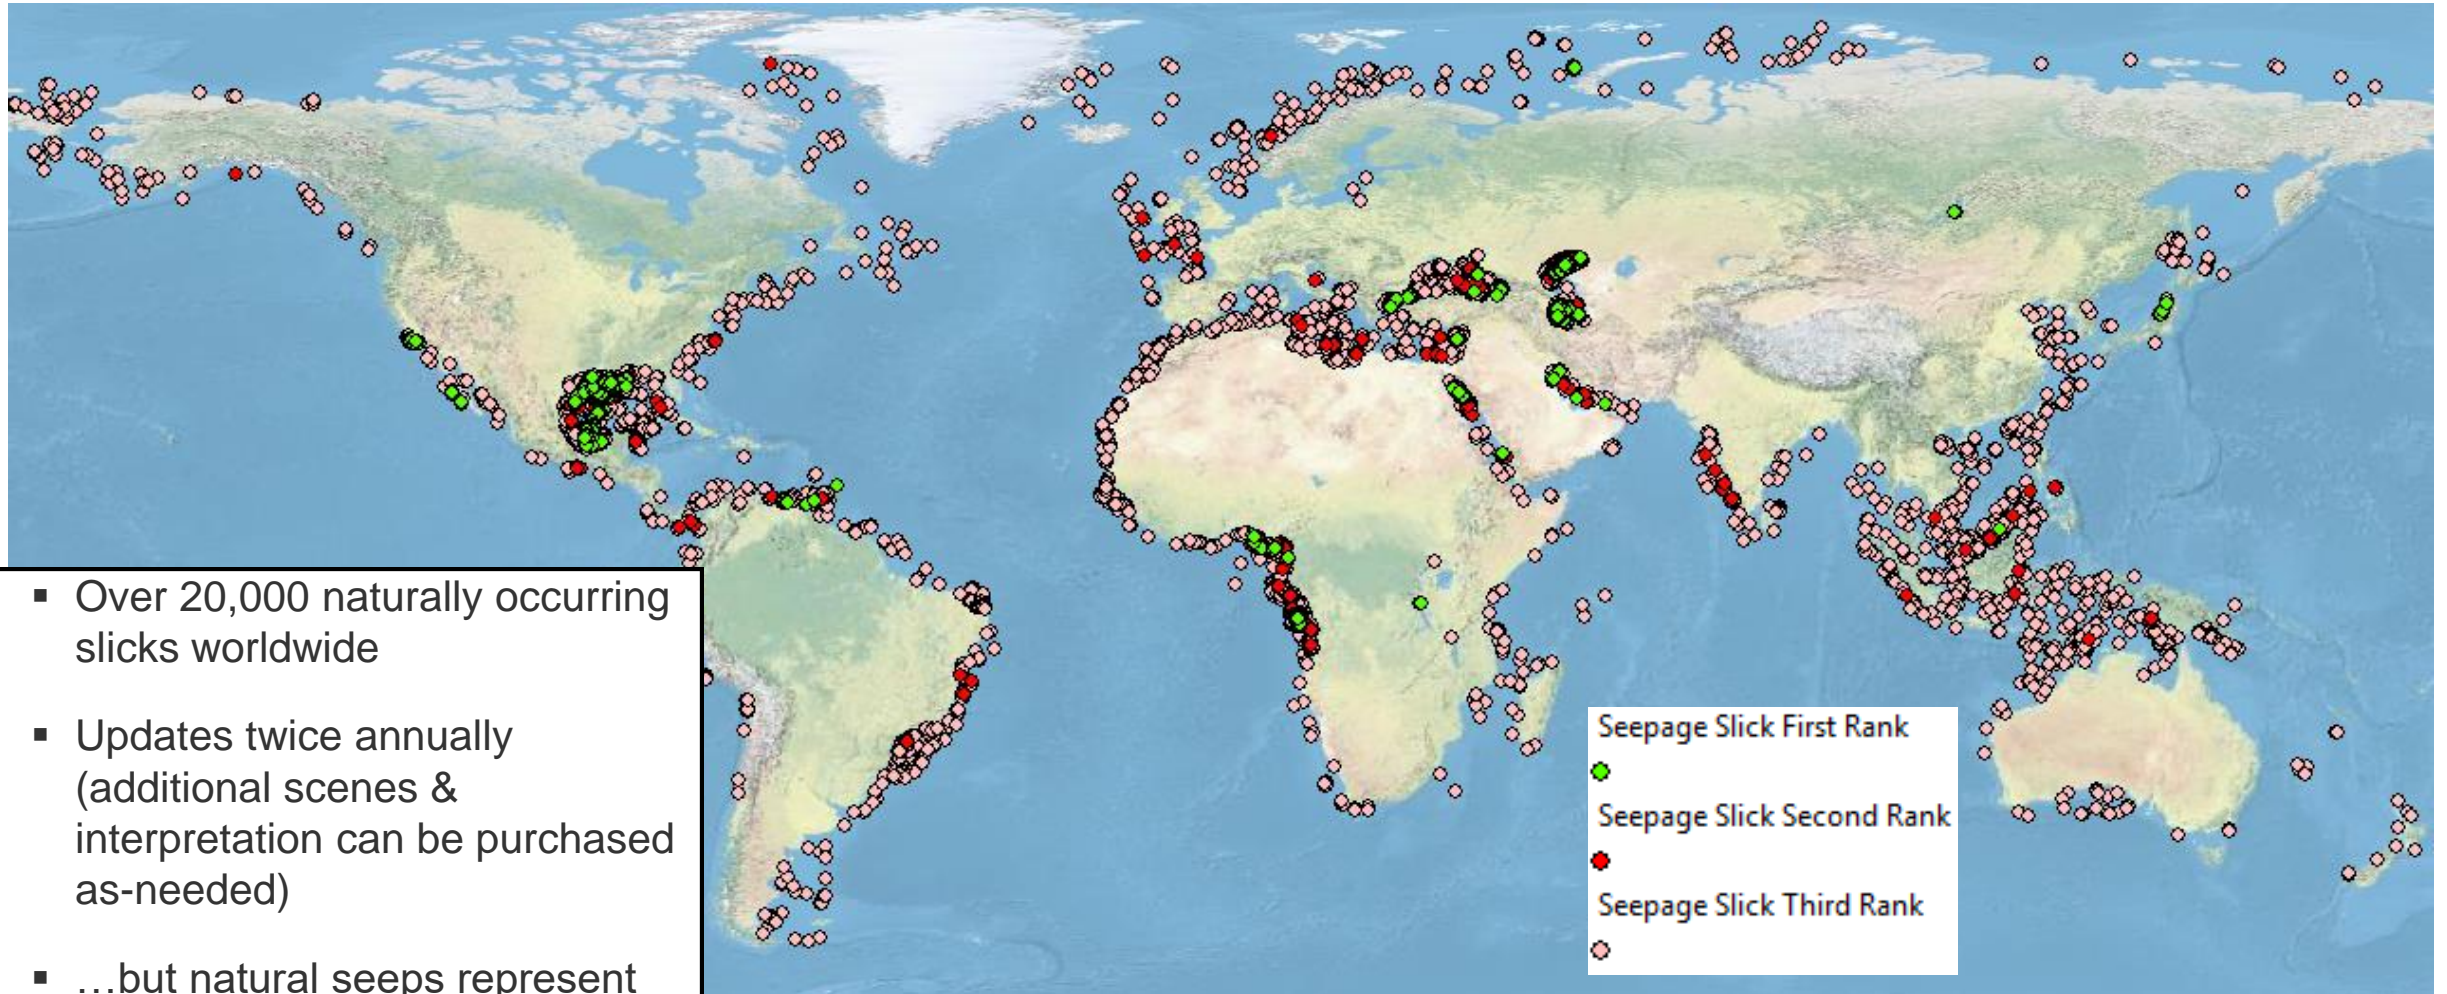 ▪ Over 20,000 naturally occurring
slicks worldwide
▪ Updates twice annually
(additional scenes &
interpretation can be purchased
as-needed)
▪ …but natural seeps represent
Seepage Slick First Rank
Seepage Slick Second Rank
Seepage Slick Third Rank